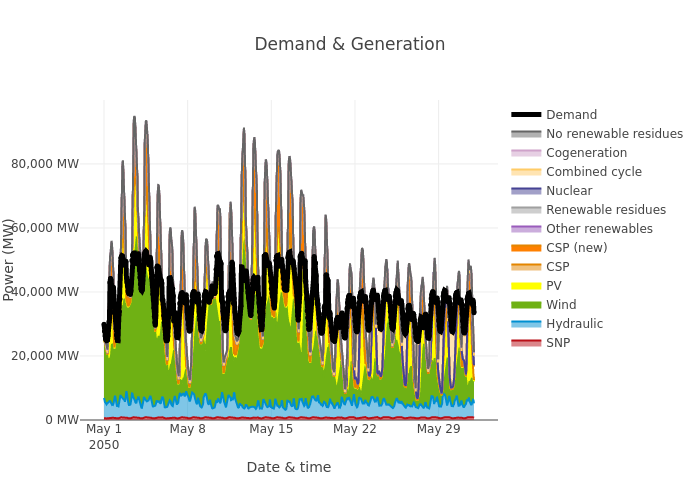 Demand & Generation
Power (MW)
80,000 MW
60,000 MW
40,000 MW
20,000 MW
0 MW
May 1
2050
May 8
May 15
May 22
May 29
Date & time
Demand
No renewable residues
Cogeneration
Combined cycle
Nuclear
Renewable residues
Other renewables
CSP (new)
CSP
PV
Wind
Hydraulic
SNP